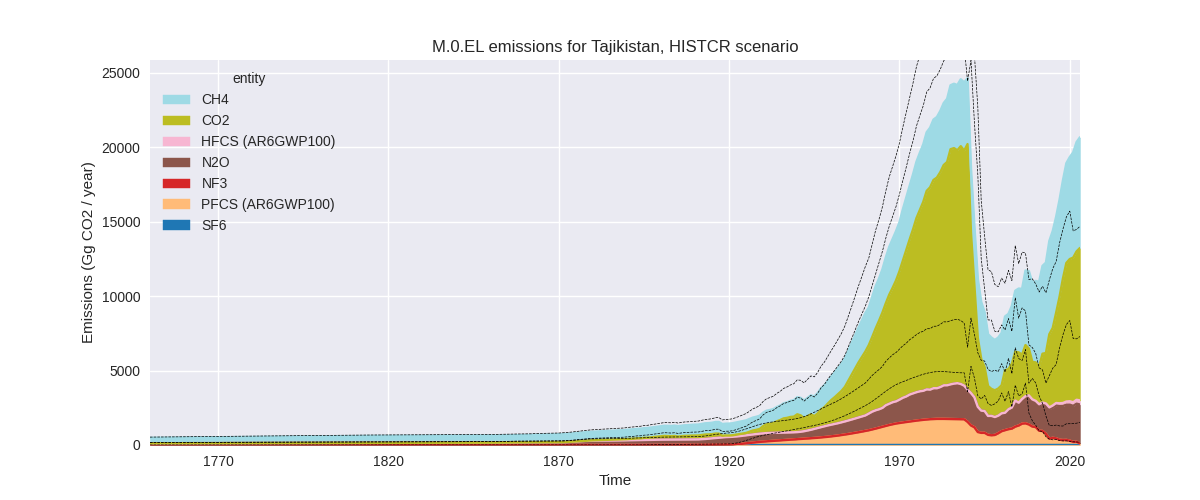 M.0.EL emissions for Tajikistan, HISTCR scenario
Emissions (Gg CO2 / year)
25000
20000
15000
10000
5000
0
entity
CH4
CO2
HFCS (AR6GWP100)
N2O
NF3
PFCS (AR6GWP100)
SF6
1770
1820
1870
1920
1970
2020
Time